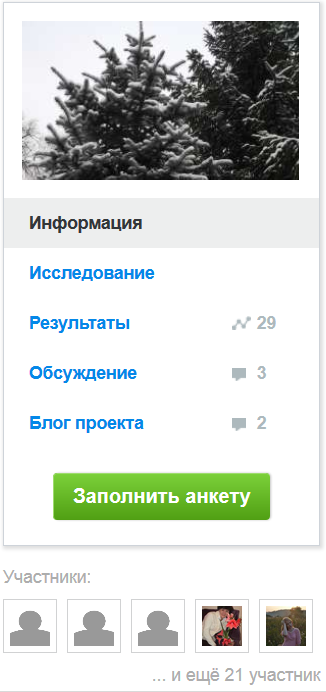 Информация
Исследование
Результаты 29
Обсуждение 3
Блог проекта 2
Заполнить анкету
Участники:
... и ещё 21 участник